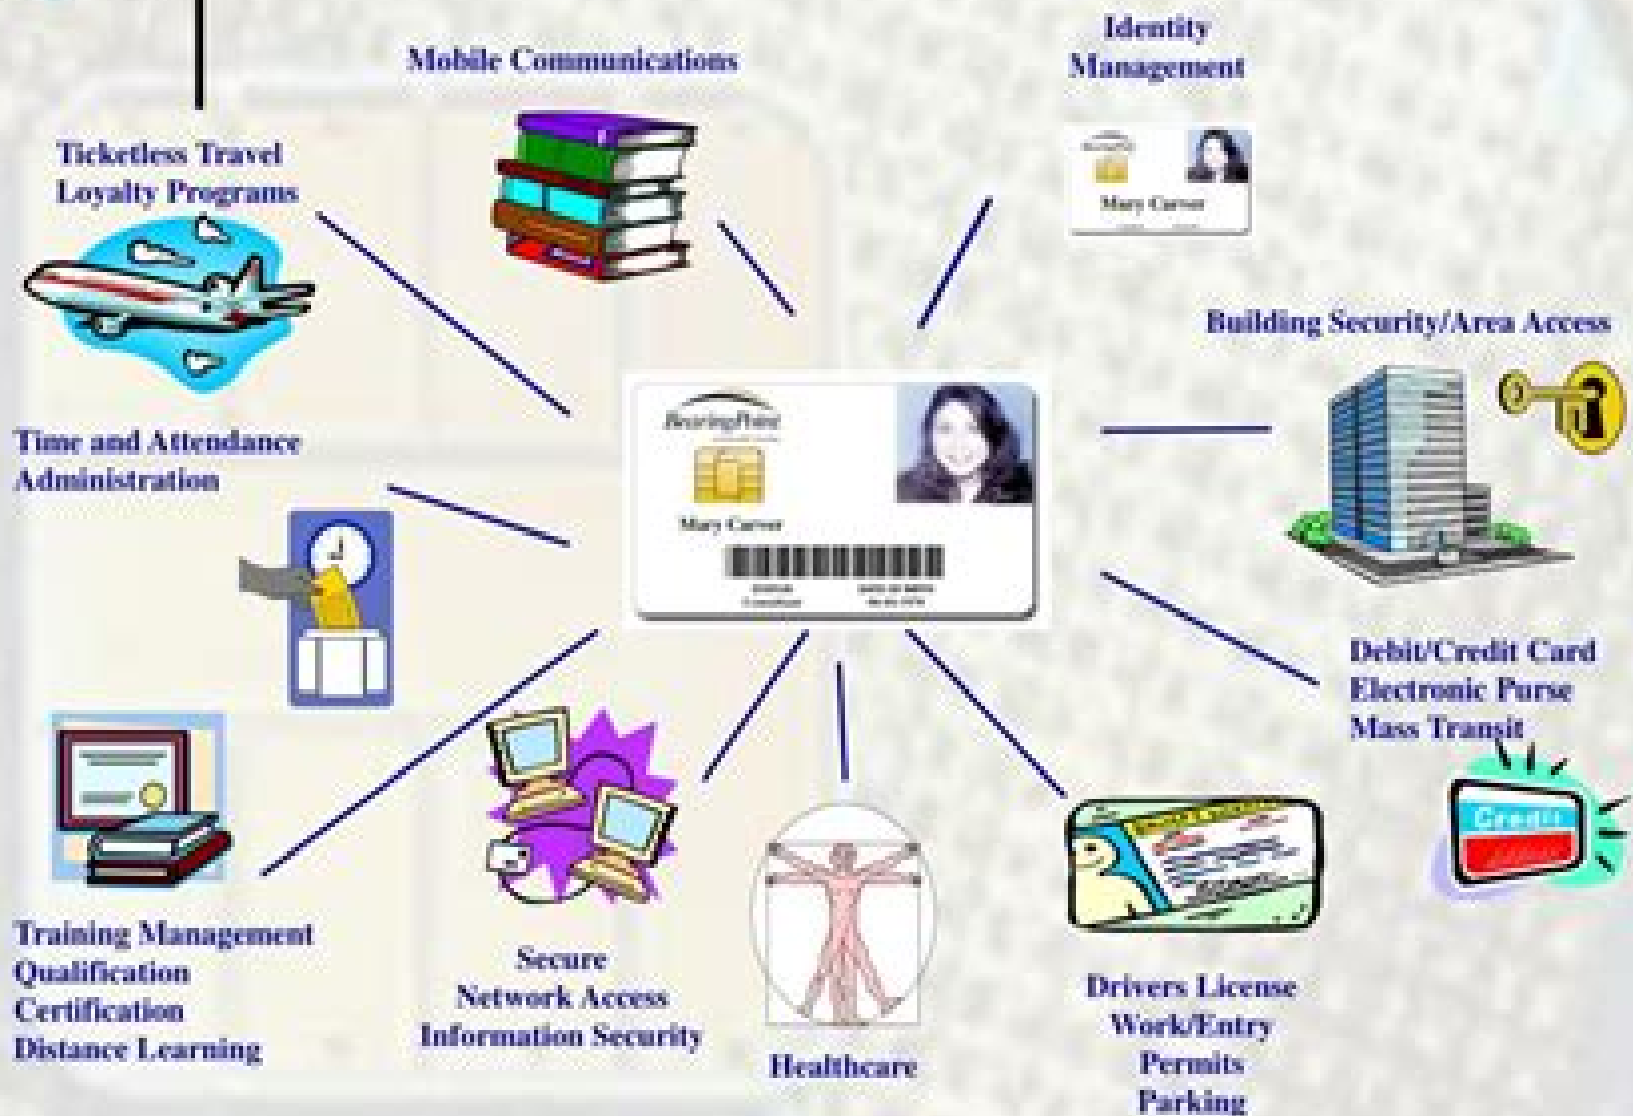 Identity
Management
Mobile Communications
Ticketless Travel
Loyalty Programs
Mary Carver
Building Security/Area Access
BearingPoint
Time and Attendance
Administration
Mary Carver
Debit/Credit Card
Electronic Purse
Mass Transit
Credit
Training Management
Qualification
Certification
Distance Learning
Secure
Network Access
Information Security
Healthcare
Drivers License
Work/Entry
Permits
Parking